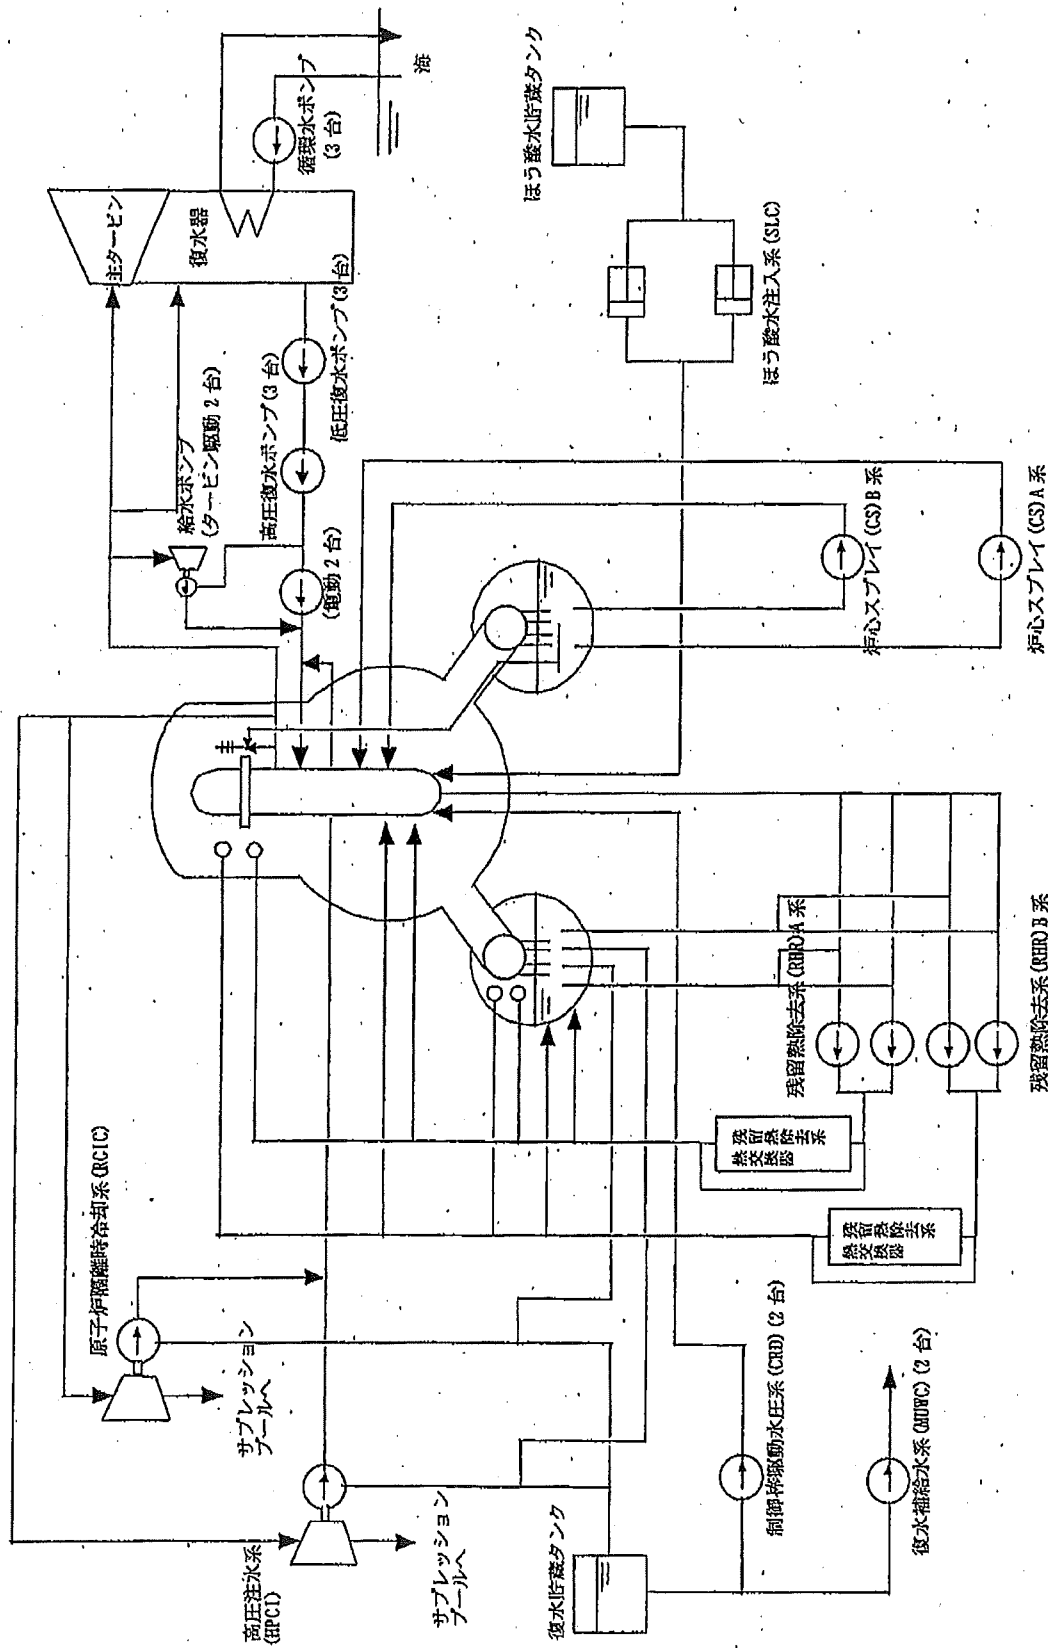 高圧注水系
(HPCI)
サプレッション
プールへ
原子炉隔離時冷却系(RCIC)
サプレッション
プールへ
復水貯蔵タンク
制御棒駆動水圧系(CRD)(2台)
復水補給水系(MUWC)(2台)
残留熱除去系
熱交換器
残留熱除去系
熱交換器
残留熱除去系(RHR)A系
残留熱除去系(RHR)B系
給水ポンプ
(タービン駆動2台)
(電動2台)
高圧復水ポンプ(3台)
低圧復水ポンプ(3台)
主タービン
復水器
循環水ポンプ
(3台)
海
炉心スプレイ(CS)B系
炉心スプレイ(CS)A系
ほう酸水注入系(SLC)
ほう酸水貯蔵タンク